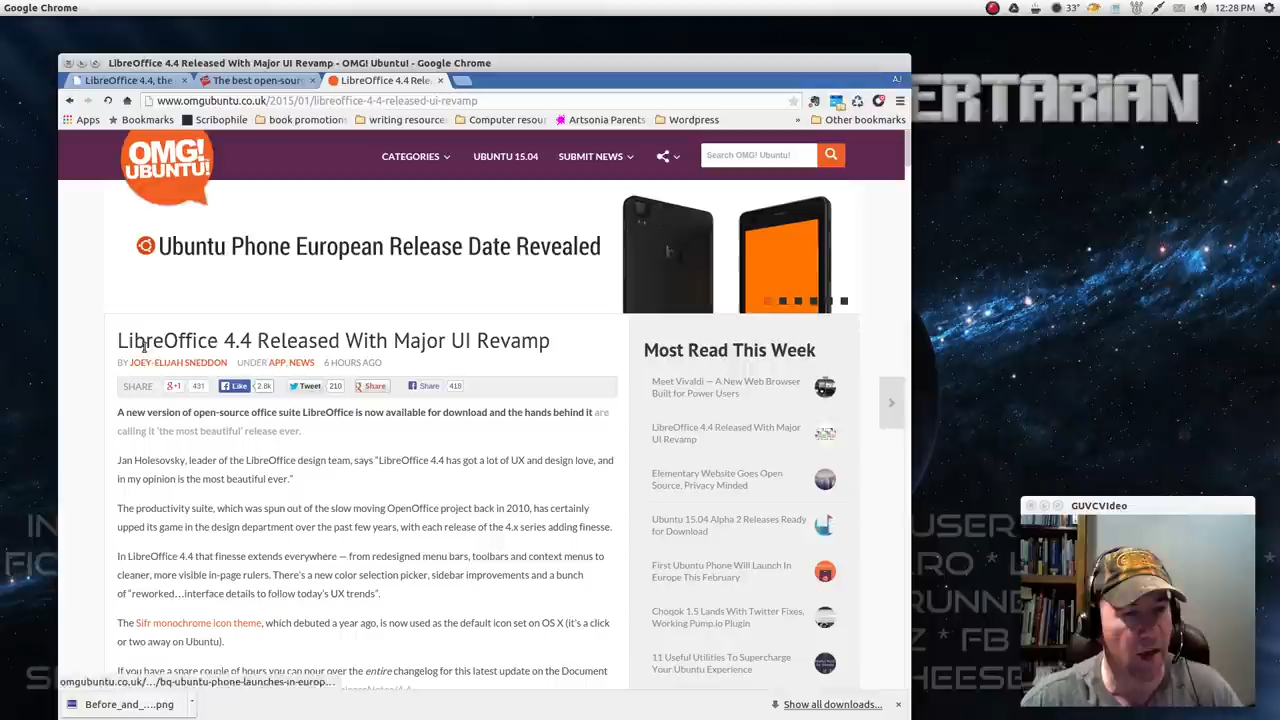 Google Chrome
33°
12:28 PM
LibreOffice 4.4 Released With Major UI Revamp - OMG! Ubuntu! - Google Chrome
LibreOffice 4.4, the
The best open-sourc
LibreOffice 4.4 Rele
AJ
www.omgubuntu.co.uk/2015/01/libreoffice-4-4-released-ui-revamp
Apps
Bookmarks
Scribophile
book promotions
writing resource
Computer resou
Artsonia Parents
Wordpress
»
Other bookmarks
ERTARIAN
OMG!
UBUNTU!
CATEGORIES
UBUNTU 15.04
SUBMIT NEWS
Search OMG! Ubuntu!
Ubuntu Phone European Release Date Revealed
LibreOffice 4.4 Released With Major UI Revamp
BY JOEY-ELIJAH SNEDDON UNDER APP, NEWS 6 HOURS AGO
SHARE +1 431 Like 2.8k Tweet 210 Share Share 418
A new version of open-source office suite LibreOffice is now available for download and the hands behind it are
calling it 'the most beautiful' release ever.
Jan Holesovsky, leader of the LibreOffice design team, says "LibreOffice 4.4 has got a lot of UX and design love, and
in my opinion is the most beautiful ever."
The productivity suite, which was spun out of the slow moving OpenOffice project back in 2010, has certainly
upped its game in the design department over the past few years, with each release of the 4.x series adding finesse.
In LibreOffice 4.4 that finesse extends everywhere — from redesigned menu bars, toolbars and context menus to
cleaner, more visible in-page rulers. There's a new color selection picker, sidebar improvements and a bunch
of "reworked…interface details to follow today's UX trends".
The Sifr monochrome icon theme, which debuted a year ago, is now used as the default icon set on OS X (it's a click
or two away on Ubuntu).
If you have a spare couple of hours you can pour over the entire changelog for this latest update on the Document
Most Read This Week
Meet Vivaldi — A New Web Browser
Built for Power Users
LibreOffice 4.4 Released With Major
UI Revamp
Elementary Website Goes Open
Source, Privacy Minded
Ubuntu 15.04 Alpha 2 Releases Ready
for Download
First Ubuntu Phone Will Launch In
Europe This February
Choqok 1.5 Lands With Twitter Fixes,
Working Pump.io Plugin
11 Useful Utilities To Supercharge
Your Ubuntu Experience
omgubuntu.co.uk/.../bq-ubuntu-phone-launches-in-europ...
Before_and_....png
Show all downloads...
GUVCVIdeo
USER
FB